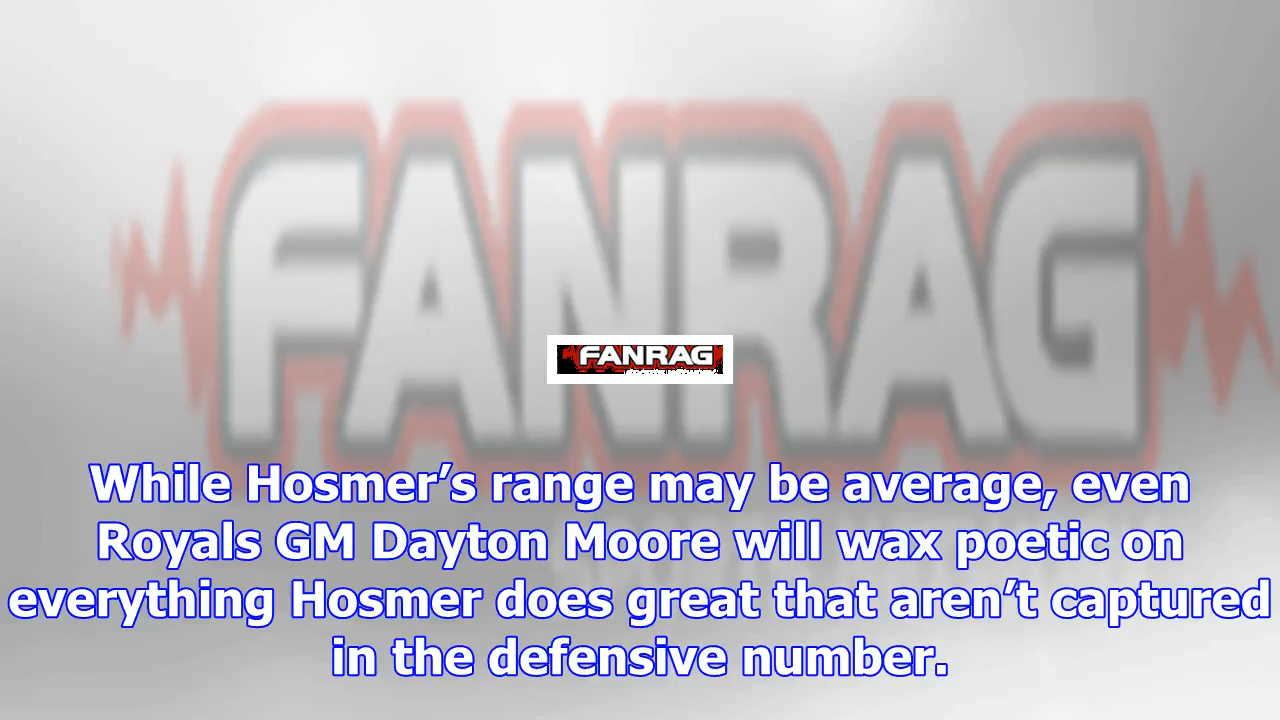 FANRAG
FANRAG
While Hosmer’s range may be average, even
Royals GM Dayton Moore will wax poetic on
everything Hosmer does great that aren’t captured
in the defensive number.